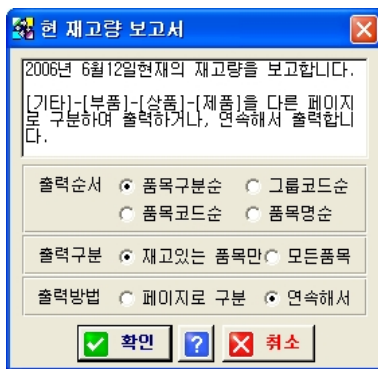 현 재고량 보고서
2006년 6월12일현재의 재고량을 보고합니다.
[기타]-[부품]-[상품]-[제품]을 다른 페이지
로 구분하며 출력하거나, 연속해서 출력합니
다.
출력순서 품목구분순 그룹코드순
품목코드순 품목명순
출력구분 재고있는 품목만 모든품목
출력방법 페이지로 구분 연속해서
확인 ? 취소